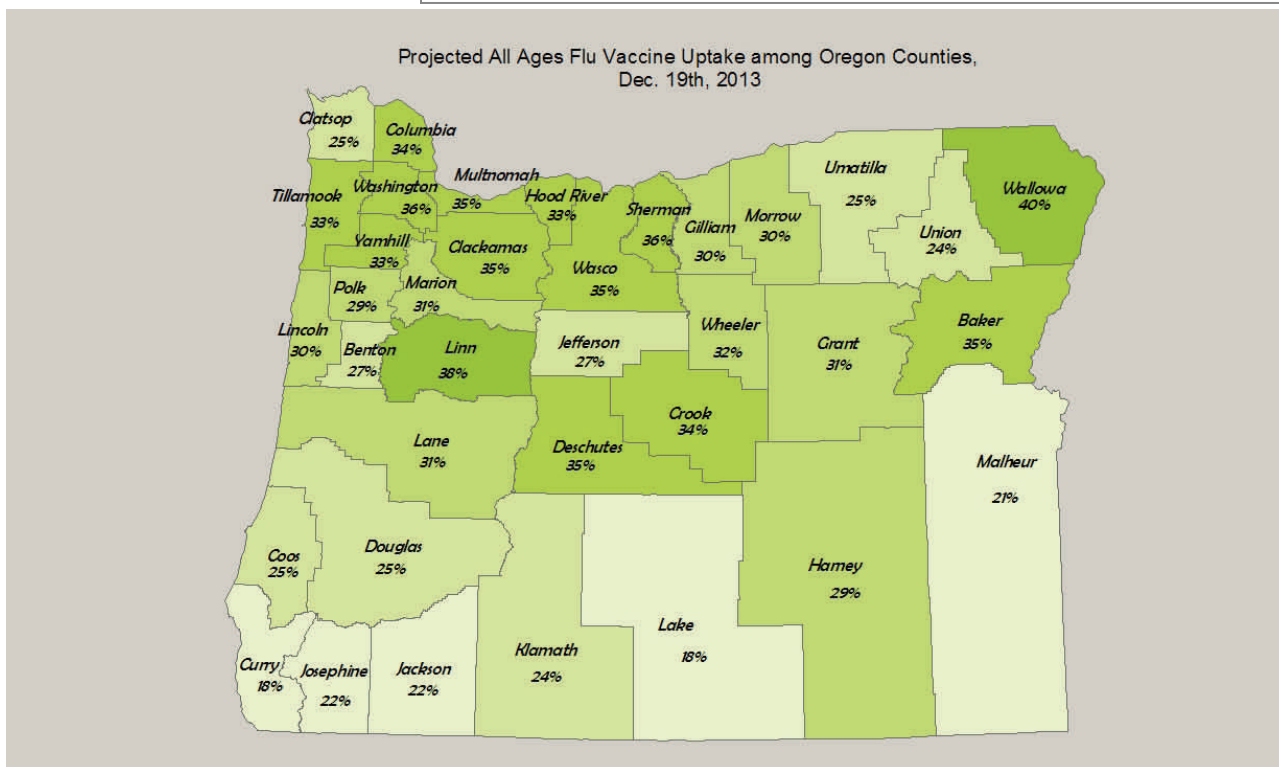 Projected All Ages Flu Vaccine Uptake among Oregon Counties,
Dec. 19th, 2013
Clatsop
25%
Columbia
34%
Tillamook
33%
Washington
36%
Multnomah
35%
Hood River
33%
Sherman
36%
Gilliam
30%
Morrow
30%
Umatilla
25%
Union
24%
Wallowa
40%
Yamhill
33%
Clackamas
35%
Wasco
35%
Polk
29%
Marion
31%
Lincoln
30%
Benton
27%
Linn
38%
Jefferson
27%
Wheeler
32%
Grant
31%
Baker
35%
Crook
34%
Lane
31%
Deschutes
35%
Malheur
21%
Coos
25%
Douglas
25%
Harney
29%
Curry
18%
Josephine
22%
Jackson
22%
Klamath
24%
Lake
18%